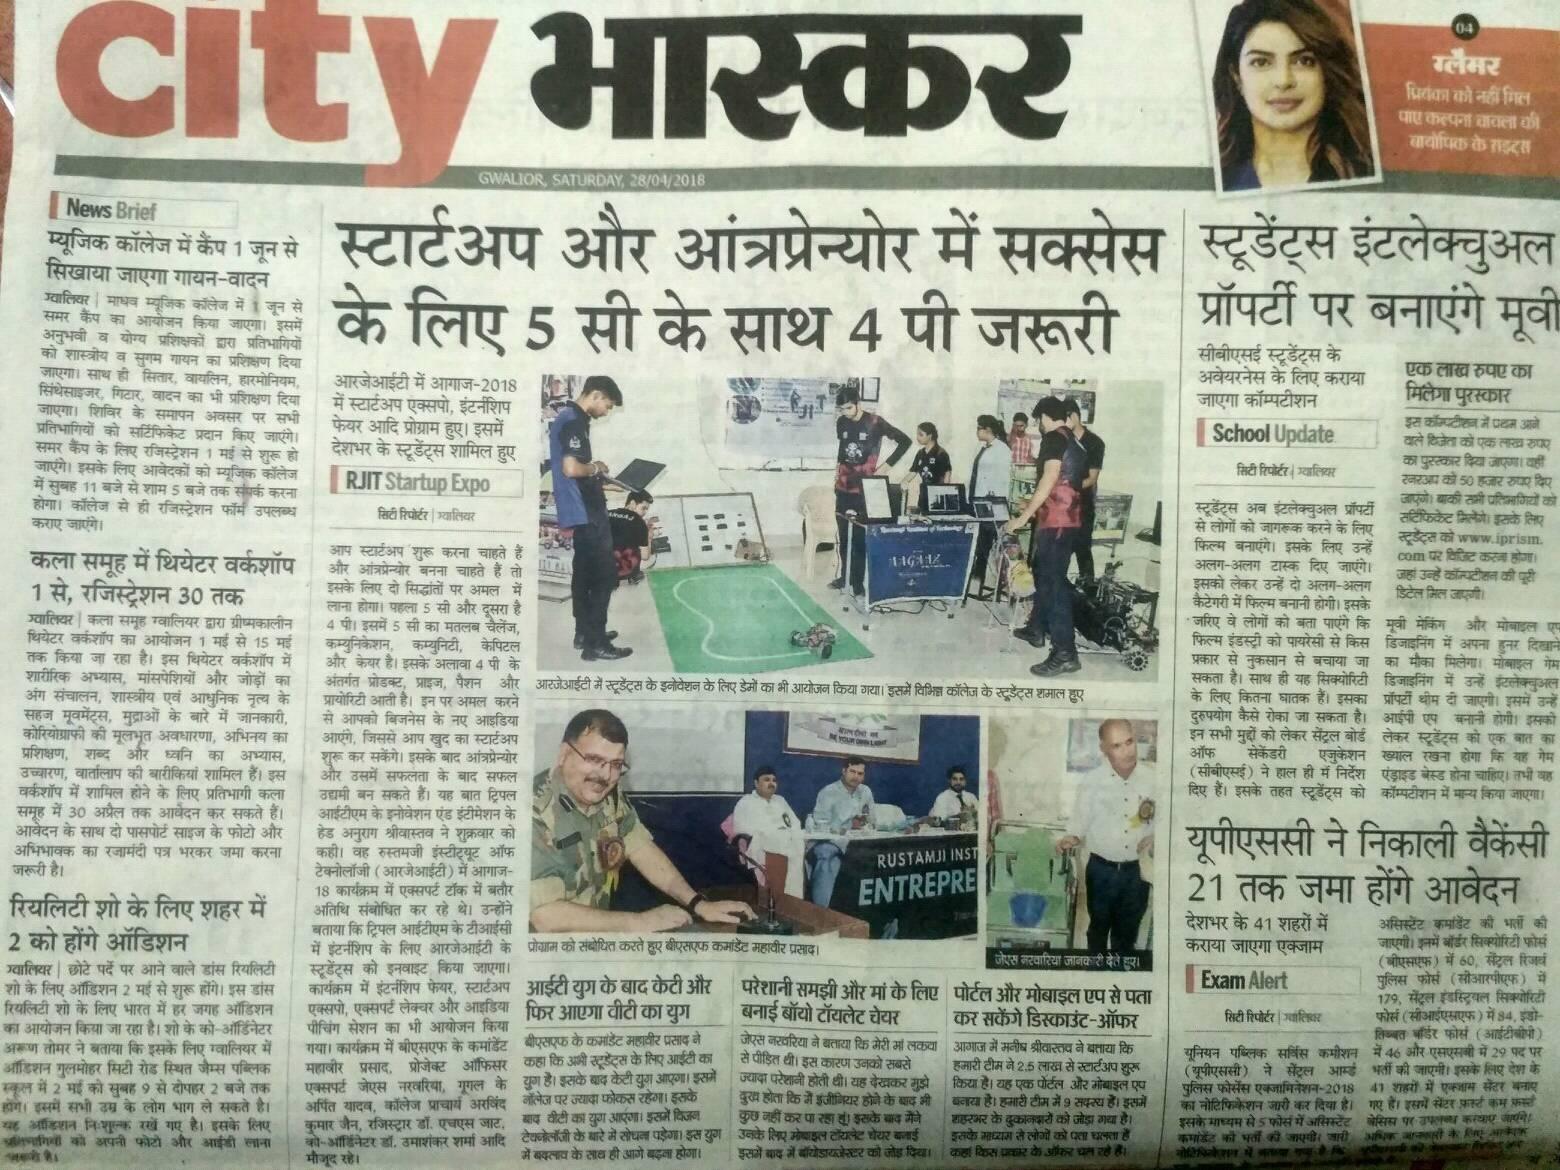 city भास्कर
GWALIOR, SATURDAY, 28/04/2018
04
ग्लैमर
प्रियंका को नहीं मिल
पाए कल्पना चावला की
बायोपिक के राइट्स
News Brief
म्यूजिक कॉलेज में कैंप 1 जून से
सिखाया जाएगा गायन-वादन
ग्वालियर | माधव म्यूजिक कॉलेज में 1 जून से
समर कैंप का आयोजन किया जाएगा। इसमें
अनुभवी व योग्य प्रशिक्षकों द्वारा प्रतिभागियों
को शास्त्रीय व सुगम गायन का प्रशिक्षण दिया
जाएगा। साथ ही सितार, वायलिन, हारमोनियम,
सिंथेसाइजर, गिटार, वादन का भी प्रशिक्षण दिया
जाएगा। शिविर के समापन अवसर पर सभी
प्रतिभागियों को सर्टिफिकेट प्रदान किए जाएंगे।
समर कैंप के लिए रजिस्ट्रेशन 1 मई से शुरू हो
जाएंगे। इसके लिए आवेदकों को म्यूजिक कॉलेज
में सुबह 11 बजे से शाम 5 बजे तक संपर्क करना
होगा। कॉलेज से ही रजिस्ट्रेशन फॉर्म उपलब्ध
कराए जाएंगे।
कला समूह में थियेटर वर्कशॉप
1 से, रजिस्ट्रेशन 30 तक
ग्वालियर | कला समूह ग्वालियर द्वारा ग्रीष्मकालीन
थियेटर वर्कशॉप का आयोजन 1 मई से 15 मई
तक किया जा रहा है। इस थियेटर वर्कशॉप में
शारीरिक अभ्यास, मांसपेशियों और जोड़ों का
अंग संचालन, शास्त्रीय एवं आधुनिक नृत्य के
सहज मूवमेंट्स, मुद्राओं के बारे में जानकारी,
कोरियोग्राफी की मूलभूत अवधारणा, अभिनय का
प्रशिक्षण, शब्द और ध्वनि का अभ्यास,
उच्चारण, वार्तालाप की बारीकियां शामिल हैं। इस
वर्कशॉप में शामिल होने के लिए प्रतिभागी कला
समूह में 30 अप्रैल तक आवेदन कर सकते हैं।
आवेदन के साथ दो पासपोर्ट साइज के फोटो और
अभिभावक का रजामंदी पत्र भरकर जमा करना
जरूरी है।
रियलिटी शो के लिए शहर में
2 को होंगे ऑडिशन
ग्वालियर | छोटे पर्दे पर आने वाले डांस रियलिटी
शो के लिए ऑडिशन 2 मई से शुरू होंगे। इस डांस
रियलिटी शो के लिए भारत में हर जगह ऑडिशन
का आयोजन किया जा रहा है। शो के को-ऑर्डिनेटर
अरूण तोमर ने बताया कि इसके लिए ग्वालियर में
ऑडिशन गुलमोहर सिटी रोड स्थित जैम्स पब्लिक
स्कूल में 2 मई को सुबह 9 से दोपहर 2 बजे तक
होंगे। इसमें सभी उम्र के लोग भाग ले सकते है।
यह ऑडिशन निःशुल्क रखे गए है। इसके लिए
प्रतिभागियों को अपनी फोटो और आईडी लाना
जरूरी है।
स्टार्टअप और आंत्रप्रेन्योर में सक्सेस
के लिए 5 सी के साथ 4 पी जरूरी
आरजेआईटी में आगाज-2018
में स्टार्टअप एक्सपो, इंटर्नशिप
फेयर आदि प्रोग्राम हुए। इसमें
देशभर के स्टूडेंट्स शामिल हुए
RJIT Startup Expo
सिटी रिपोर्टर | ग्वालियर
आप स्टार्टअप शुरू करना चाहते हैं
और आंत्रप्रेन्योर बनना चाहते हैं तो
इसके लिए दो सिद्धांतों पर अमल में
लाना होगा। पहला 5 सी और दूसरा है
4 पी। इसमें 5 सी का मतलब चैलेंज,
कम्युनिकेशन, कम्युनिटी, केपिटल
और केयर है। इसके अलावा 4 पी के
अंतर्गत प्रोडक्ट, प्राइज, पैशन और
प्रायोरिटी आती है। इन पर अमल करने
से आपको बिजनेस के नए आइडिया
आएंगे, जिससे आप खुद का स्टार्टअप
शुरू कर सकेंगे। इसके बाद आंत्रप्रेन्योर
और उसमें सफलता के बाद सफल
उद्यमी बन सकते हैं। यह बात ट्रिपल
आईटीएम के इनोवेशन एंड इंटीमेशन के
हेड अनुराग श्रीवास्तव ने शुक्रवार को
कही। वह रुस्तमजी इंस्टीट्यूट ऑफ
टेक्नोलॉजी (आरजेआईटी) में आगाज-
18 कार्यक्रम में एक्सपर्ट टॉक में बतौर
अतिथि संबोधित कर रहे थे। उन्होंने
बताया कि ट्रिपल आईटीएम के टीआईसी
में इंटर्नशिप के लिए आरजेआईटी के
स्टूडेंट्स को इनवाइट किया जाएगा।
कार्यक्रम में इंटर्नशिप फेयर, स्टार्टअप
एक्सपो, एक्सपर्ट लेक्चर और आइडिया
पीचिंग सेशन का भी आयोजन किया
गया। कार्यक्रम में बीएसएफ के कमांडेंट
महावीर प्रसाद, प्रोजेक्ट ऑफिसर
एक्सपर्ट जेएस नरवरिया, गूगल के
अर्पित यादव, कॉलेज प्राचार्य अरविंद
कुमार जैन, रजिस्ट्रार डॉ. एचएस जाट,
को-ऑर्डिनेटर डॉ. उमाशंकर शर्मा आदि
मौजूद रहे।
AAGAAZ
आरजेआईटी में स्टूडेंट्स के इनोवेशन के लिए डेमों का भी आयोजन किया गया। इसमें विभिन्न कॉलेज के स्टूडेंट्स शमाल हुए
BE YOUR OWN LIGHT
RUSTAMJI INST
ENTREPRE
प्रोग्राम को संबोधित करते हुए बीएसएफ कमांडेंट महावीर प्रसाद।
जेएस नरवारिया जानकारी देते हुए।
आईटी युग के बाद केटी और
फिर आएगा वीटी का युग
बीएसएफ के कमांडेंट महावीर प्रसाद ने
कहा कि अभी स्टूडेंट्स के लिए आईटी का
युग है। इसके बाद केटी युग आएगा। इसमें
नॉलेज पर ज्यादा फोकस रहेगा। इसके
बाद वीटी का युग आएगा। इसमें विजन
टेक्नोलॉजी के बारे में सोचना पड़ेगा। इस युग
में बदलाव के साथ ही आगे बढ़ना होगा।
परेशानी समझी और मां के लिए
बनाई बॉयो टॉयलेट चेयर
जेएस नरवरिया ने बताया कि मेरी मां लकवा
से पीड़ित थी। इस कारण उनको सबसे
ज्यादा परेशानी होती थी। यह देखकर मुझे
दुख होता कि मैं इंजीनियर होने के बाद भी
कुछ नहीं कर पा रहा हूं। इसके बाद मैंने
उनके लिए मोबाइल टॉयलेट चेयर बनाई
इसमें बाद में बॉयोडायजेस्टर को जोड़ दिया।
पोर्टल और मोबाइल एप से पता
कर सकेंगे डिस्काउंट-ऑफर
आगाज में मनीष श्रीवास्तव ने बताया कि
हमारी टीम ने 2.5 लाख से स्टार्टअप शुरू
किया है। यह एक पोर्टल और मोबाइल एप
बनाया है। हमारी टीम में 9 सदस्य हैं। इसमें
शहरभर के दुकानदारों को जोड़ा गया है।
इसके माध्यम से लोगों को पता चलता है
कहां किस प्रकार के ऑफर चल रहे हैं।
स्टूडेंट्स इंटलेक्चुअल
प्रॉपर्टी पर बनाएंगे मूवी
सीबीएसई स्टूडेंट्स के
अवेयरनेस के लिए कराया
जाएगा कॉम्पटीशन
School Update
सिटी रिपोर्टर | ग्वालियर
स्टूडेंट्स अब इंटलेक्चुअल प्रॉपर्टी
से लोगों को जागरूक करने के लिए
फिल्म बनाएंगे। इसके लिए उन्हें
अलग-अलग टास्क दिए जाएंगे।
इसको लेकर उन्हें दो अलग-अलग
कैटेगरी में फिल्म बनानी होगी। इसके
जरिए वे लोगों को बता पाएंगे कि
फिल्म इंडस्ट्री को पायरेसी से किस
प्रकार से नुकसान से बचाया जा
सकता है। साथ ही यह सिक्योरिटी
के लिए कितना घातक हैं। इसका
दुरुपयोग कैसे रोका जा सकता है।
इन सभी मुद्दों को लेकर सेंट्रल बोर्ड
ऑफ सेकेंडरी एजुकेशन
(सीबीएसई) ने हाल ही में निर्देश
दिए हैं। इसके तहत स्टूडेंट्स को
एक लाख रुपए का
मिलेगा पुरस्कार
इस कॉम्पटीशन में प्रथम आने
वाले विजेता को एक लाख रुपए
का पुरस्कार दिया जाएगा। वहीं
रनरअप को 50 हजार रुपए दिए
जाएंगे। बाकी सभी प्रतिभागियों को
सर्टिफिकेट मिलेंगे। इसके लिए
स्टूडेंट्स को www.iprism.
com पर विजिट करना होगा।
जहां उन्हें कॉम्पटीशन की पूरी
डिटेल मिल जाएगी।
मूवी मेकिंग और मोबाइल एप
डिजाइनिंग में अपना हुनर दिखाने
का मौका मिलेगा। मोबाइल गेम
डिजाइनिंग में उन्हें इंटलेक्चुअल
प्रॉपर्टी थीम दी जाएगी। इसमें उन्हें
आई पी एप बनानी होगी। इसको
लेकर स्टूडेंट्स को एक बात का
ख्याल रखना होगा कि यह गेम
एंड्राइड बेस्ड होना चाहिए। तभी वह
कॉम्पटीशन में मान्य किया जाएगा।
यूपीएससी ने निकाली वैकेंसी
21 तक जमा होंगे आवेदन
देशभर के 41 शहरों में
कराया जाएगा एक्जाम
Exam Alert
सिटी रिपोर्टर | ग्वालियर
यूनियन पब्लिक सर्विस कमीशन
(यूपीएससी) ने सेंट्रल आर्म्ड
पुलिस फोर्सेस एक्जामिनेशन-2018
का नोटिफिकेशन जारी कर दिया है।
इसके माध्यम से 5 फोर्स में असिस्टेंट
कमांडेंट की भर्ती की जाएगी। जारी
असिस्टेंट कमांडेंट की भर्ती की
जाएगी। इनमें बॉर्डर सिक्योरिटी फोर्स
(बीएसएफ) में 60, सेंट्रल रिजर्व
पुलिस फोर्स (सीआरपीएफ) में
179, सेंट्रल इंडस्ट्रियल सिक्योरिटी
फोर्स (सीआईएसएफ) में 84, इंडो-
तिब्बत बॉर्डर फोर्स (आईटीबीपी)
में 46 और एसएसबी में 29 पद पर
भर्ती की जाएगी। इसके लिए देश के
41 शहरों में एक्जाम सेंटर बनाए
गए हैं। इसमें सेंटर फर्स्ट कम फर्स्ट
बेसिस पर उपलब्ध करवाए जाएंगे।